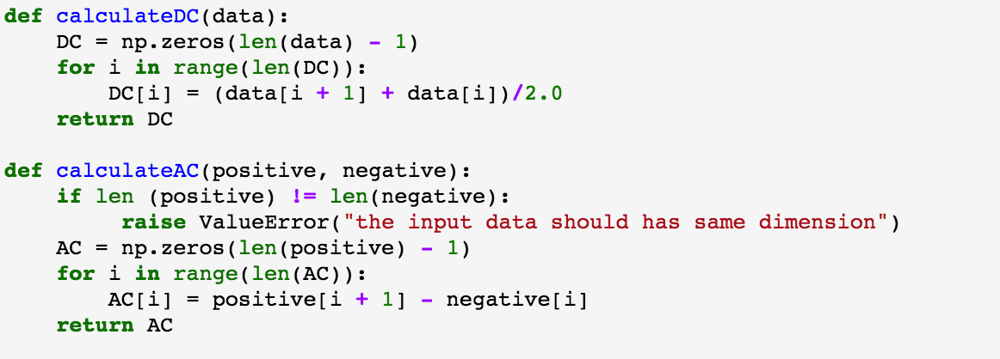 def calculateDC(data):
    DC = np.zeros(len(data) - 1)
    for i in range(len(DC)):
        DC[i] = (data[i + 1] + data[i])/2.0
    return DC

def calculateAC(positive, negative):
    if len (positive) != len(negative):
         raise ValueError("the input data should has same dimension")
    AC = np.zeros(len(positive) - 1)
    for i in range(len(AC)):
        AC[i] = positive[i + 1] - negative[i]
    return AC